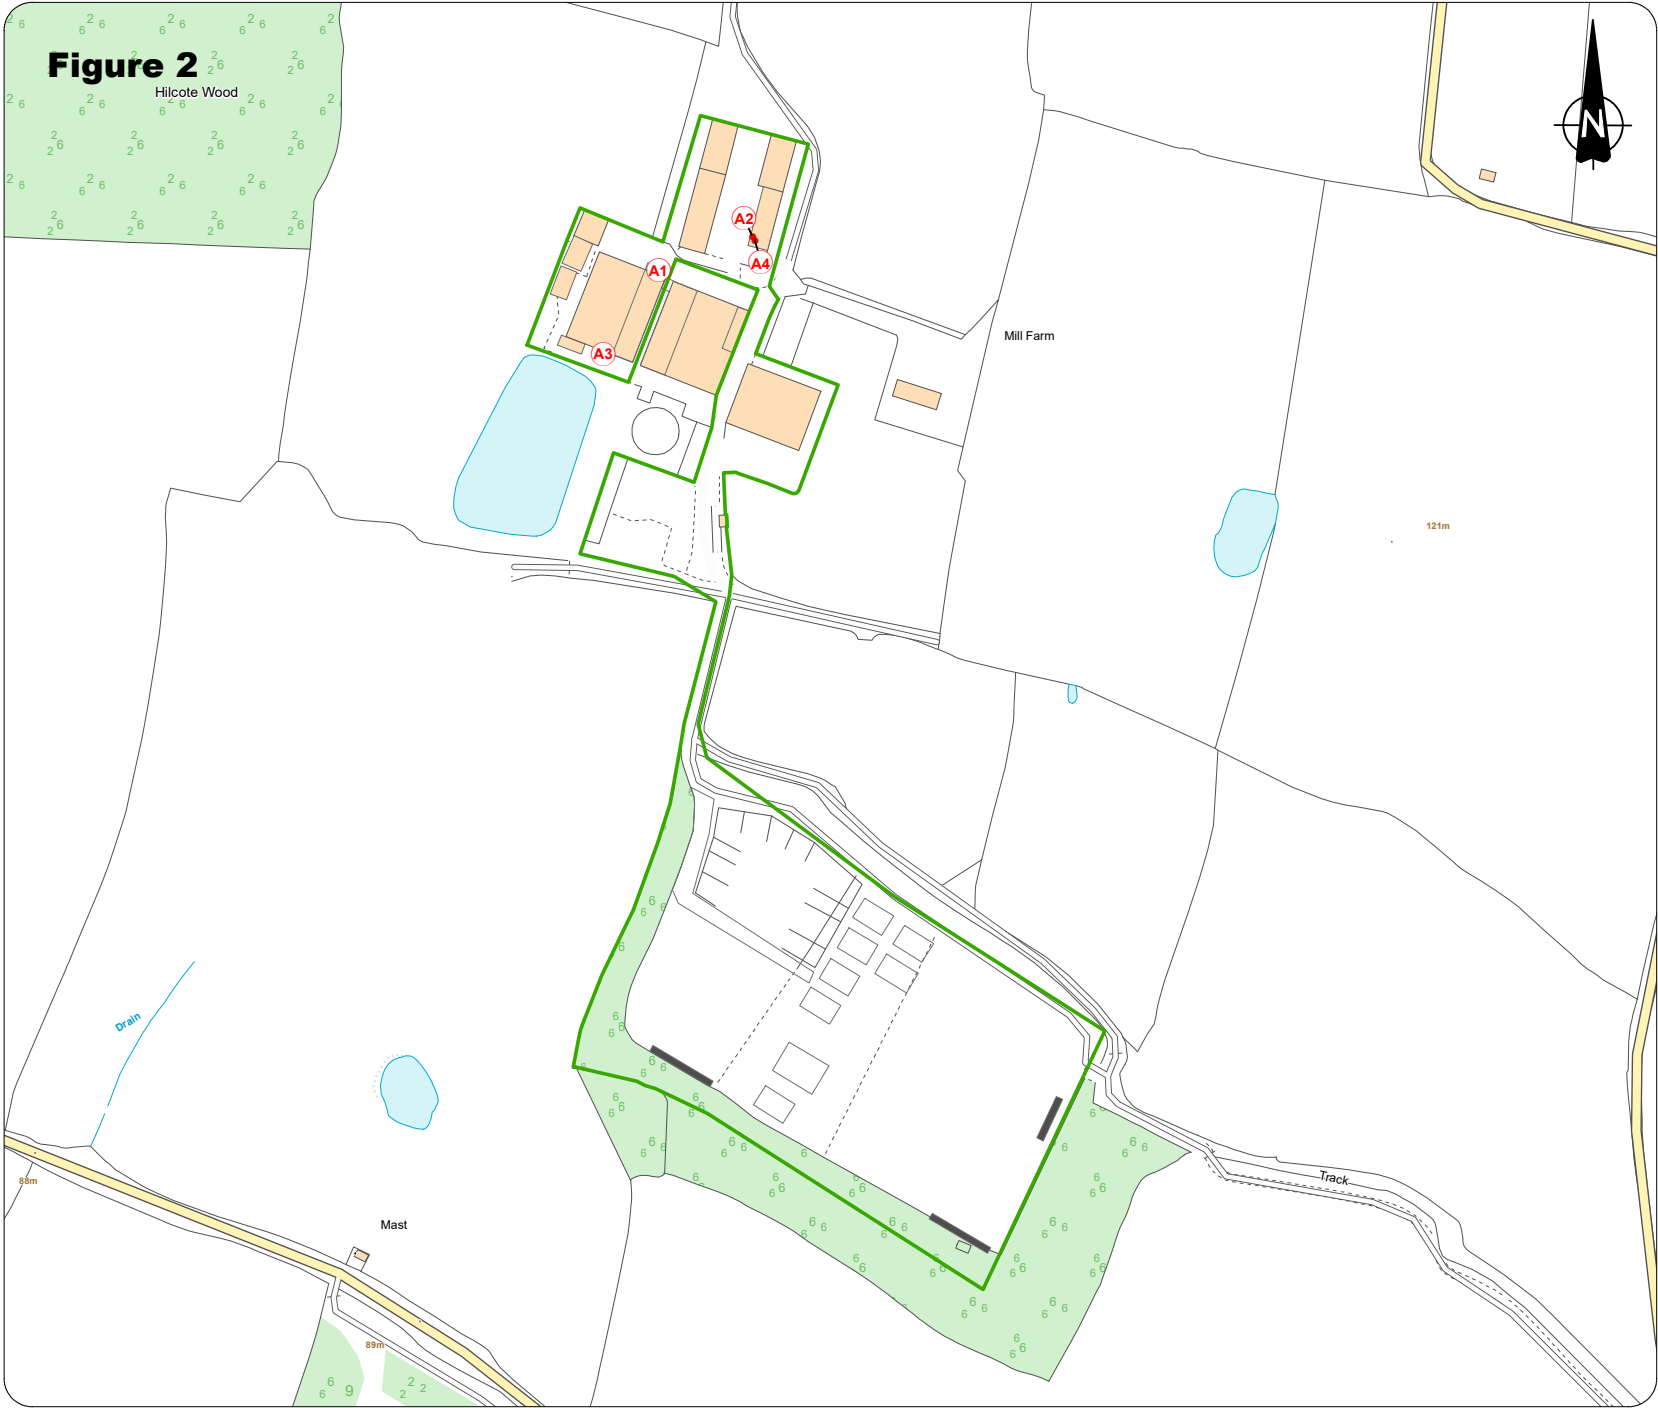 Figure 2
Hilcote Wood
N
A2
A4
A1
A3
Mill Farm
121m
Drain
Track
88m
Mast
89m